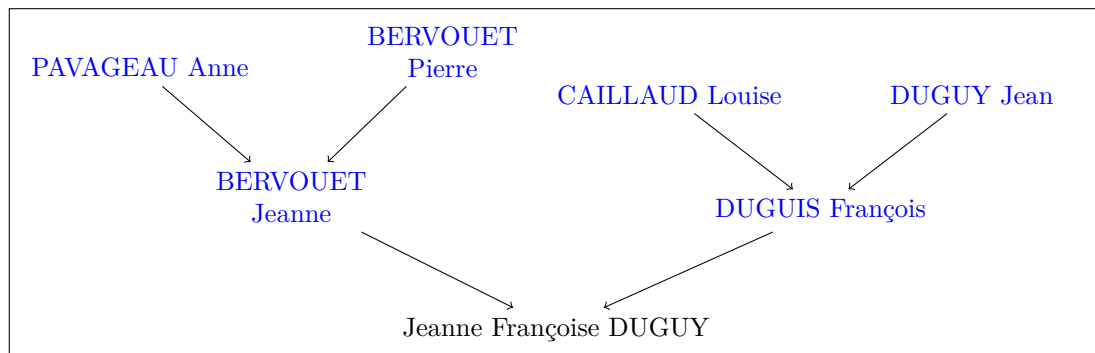 PAVAGEAU Anne
BERVOUET
Pierre
CAILLAUD Louise
DUGUY Jean
BERVOUET
Jeanne
DUGUIS François
Jeanne Françoise DUGUY